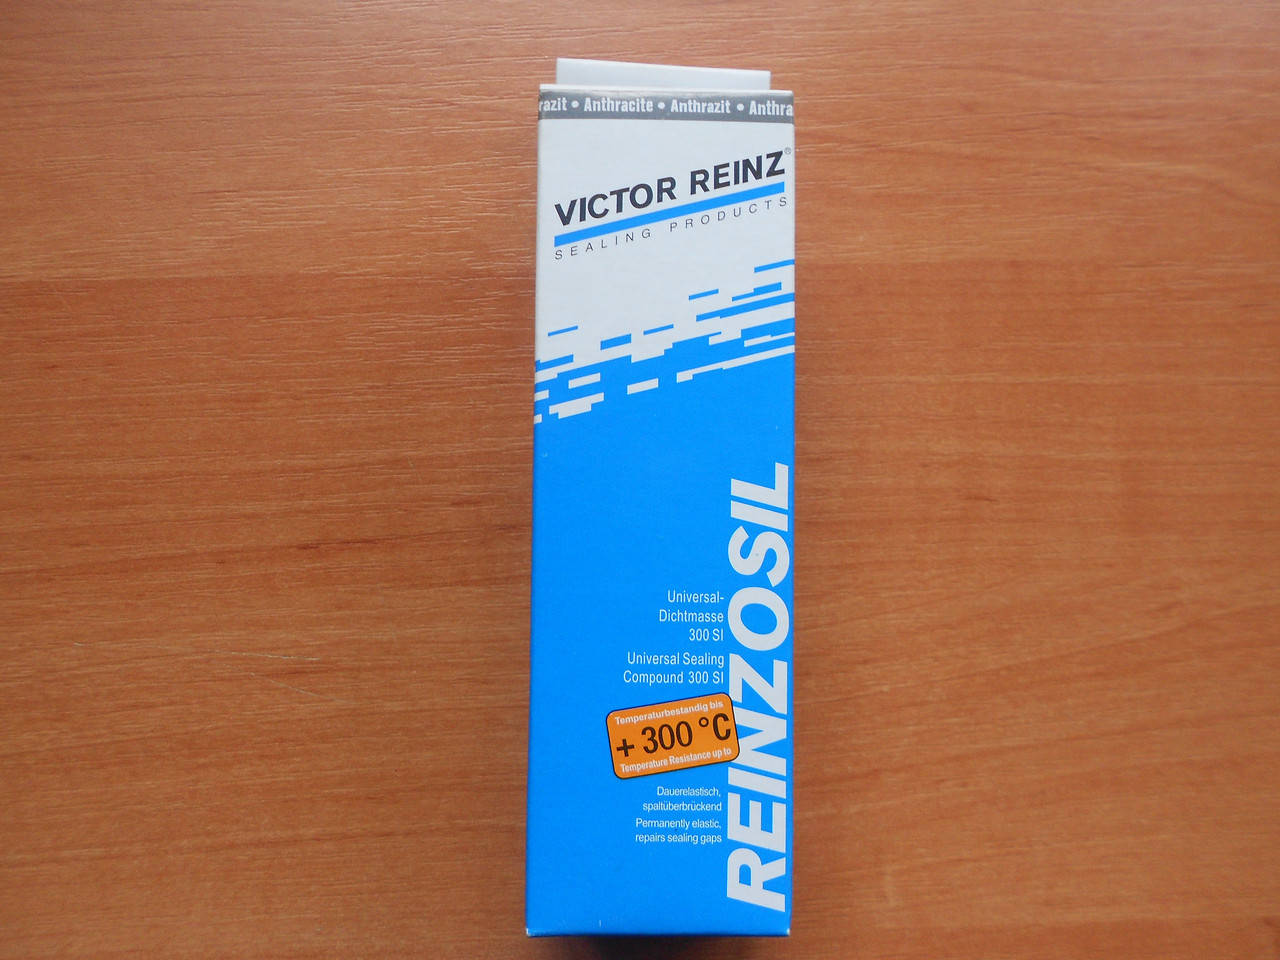 razit • Anthracite • Anthrazit • Anthra
VICTOR REINZ®
SEALING PRODUCTS
REINZOSIL
Universal-
Dichtmasse
300 SI
Universal Sealing
Compound 300 SI
Temperaturbeständig bis
+ 300 °C
Temperature Resistance up to
Dauerelastisch,
spaltüberbrückend
Permanently elastic,
repairs sealing gaps